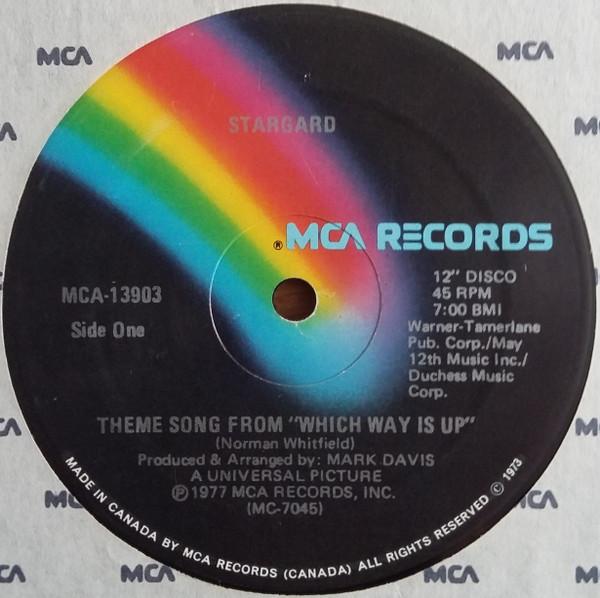 MCA
MCA
STARGARD
® MCA RECORDS
MCA-13903
Side One
12" DISCO
45 RPM
7:00 BMI
Warner-Tamerlane
Pub. Corp./May
12th Music Inc./
Duchess Music
Corp.
THEME SONG FROM "WHICH WAY IS UP"
(Norman Whitfield)
Produced & Arranged by: MARK DAVIS
A UNIVERSAL PICTURE
Ⓟ 1977 MCA RECORDS, INC.
(MC-7045)
MADE IN CANADA BY MCA RECORDS (CANADA) ALL RIGHTS RESERVED © 1973
MCA
MCA
MCA